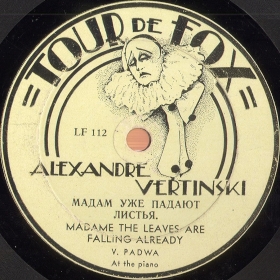 = TOUR DE FOX =
LF 112
ALEXANDRE
VERTINSKI
МАДАМ УЖЕ ПАДАЮТ
ЛИСТЬЯ.
MADAME THE LEAVES ARE
FALLING ALREADY
V. PADWA
At the piano